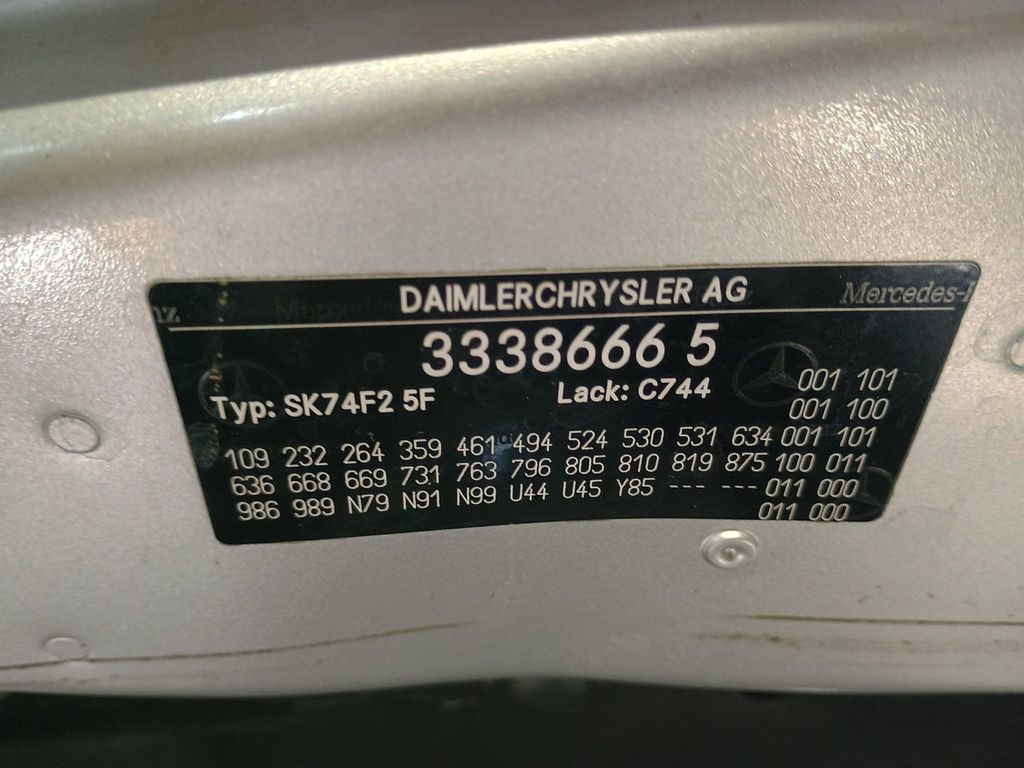 DAIMLERCHRYSLER AG
Mercedes-
3338666 5
Typ: SK74F2 5F Lack: C744
001 101
001 100
109 232 264 359 461 494 524 530 531 634 001 101
636 668 669 731 763 796 805 810 819 875 100 011
986 989 N79 N91 N99 U44 U45 Y85 --- --- 011 000
011 000